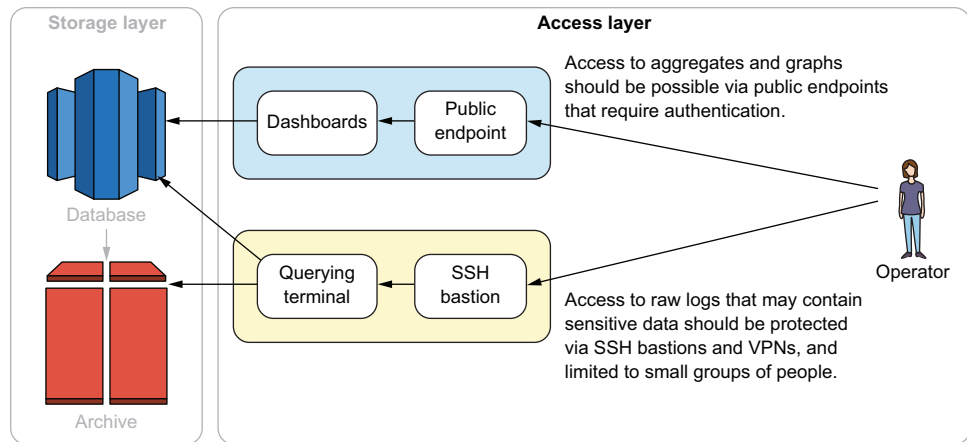 Storage layer
Access layer
Access to aggregates and graphs
should be possible via public endpoints
that require authentication.
Dashboards
Public
endpoint
Database
Querying
terminal
SSH
bastion
Operator
Access to raw logs that may contain
sensitive data should be protected
via SSH bastions and VPNs, and
limited to small groups of people.
Archive